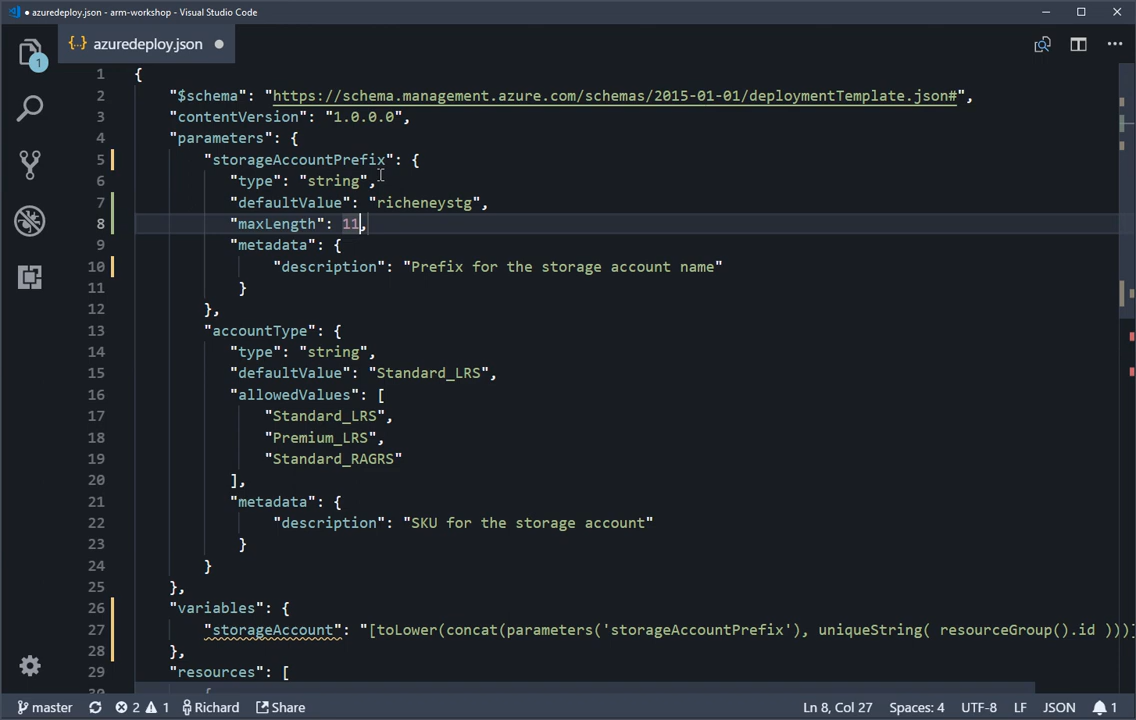 azuredeploy.json - arm-workshop - Visual Studio Code
{··} azuredeploy.json
1
1 {
2 "$schema": "https://schema.management.azure.com/schemas/2015-01-01/deploymentTemplate.json#",
3 "contentVersion": "1.0.0.0",
4 "parameters": {
5 "storageAccountPrefix": {
6 "type": "string",
7 "defaultValue": "richeneystg",
8 "maxLength": 11,
9 "metadata": {
10 "description": "Prefix for the storage account name"
11 }
12 },
13 "accountType": {
14 "type": "string",
15 "defaultValue": "Standard_LRS",
16 "allowedValues": [
17 "Standard_LRS",
18 "Premium_LRS",
19 "Standard_RAGRS"
20 ],
21 "metadata": {
22 "description": "SKU for the storage account"
23 }
24 }
25 },
26 "variables": {
27 "storageAccount": "[toLower(concat(parameters('storageAccountPrefix'), uniqueString( resourceGroup().id )))]
28 },
29 "resources": [
30 {
master 2 1 Richard Share Ln 8, Col 27 Spaces: 4 UTF-8 LF JSON 1